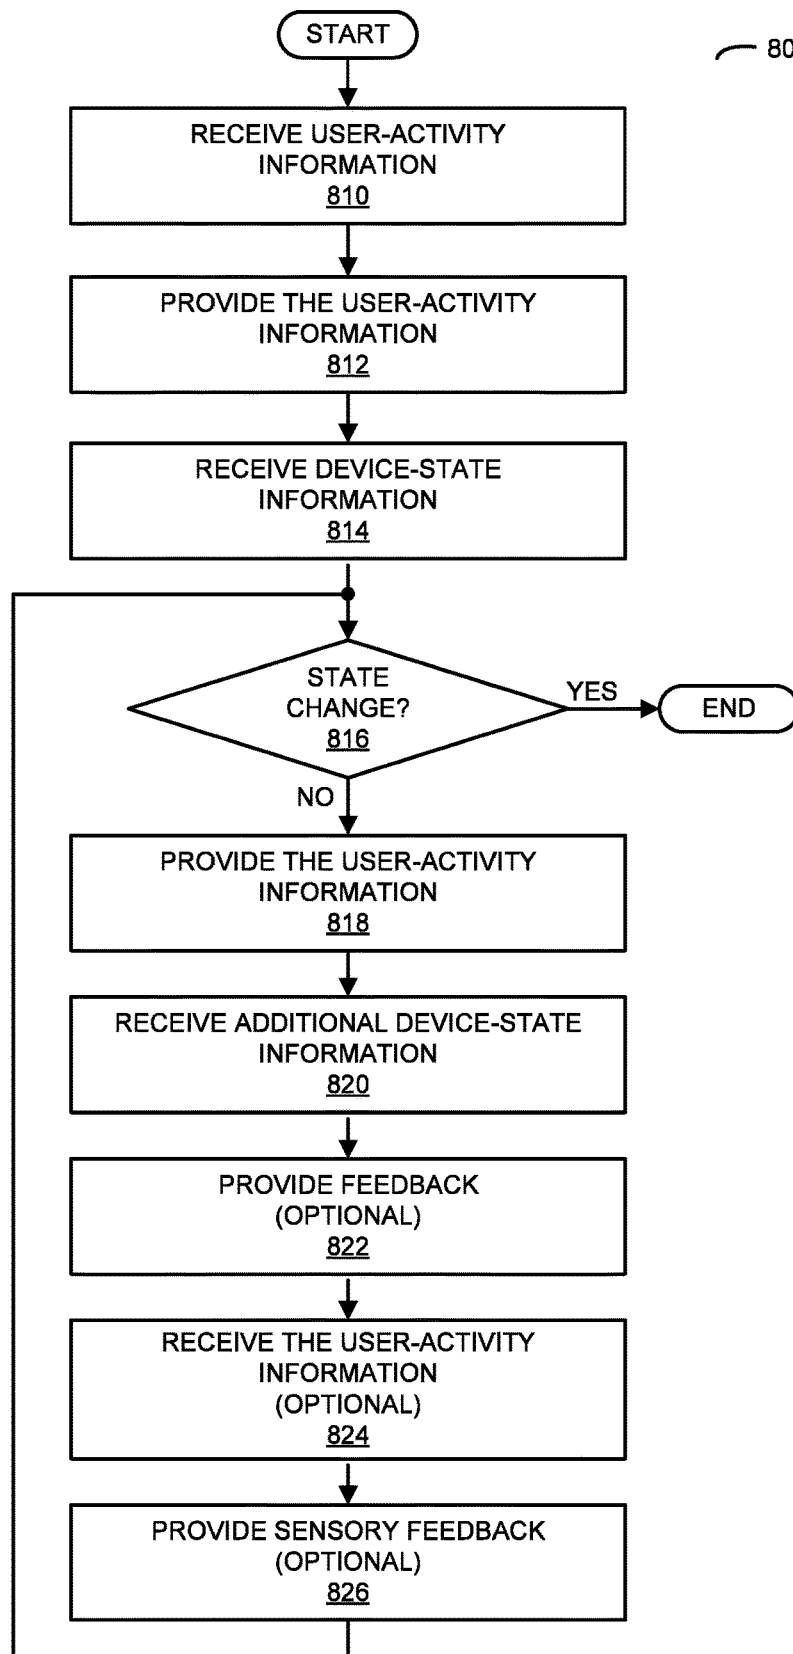 START
80
RECEIVE USER-ACTIVITY
INFORMATION
810
PROVIDE THE USER-ACTIVITY
INFORMATION
812
RECEIVE DEVICE-STATE
INFORMATION
814
STATE
CHANGE?
816
YES
END
NO
PROVIDE THE USER-ACTIVITY
INFORMATION
818
RECEIVE ADDITIONAL DEVICE-STATE
INFORMATION
820
PROVIDE FEEDBACK
(OPTIONAL)
822
RECEIVE THE USER-ACTIVITY
INFORMATION
(OPTIONAL)
824
PROVIDE SENSORY FEEDBACK
(OPTIONAL)
826